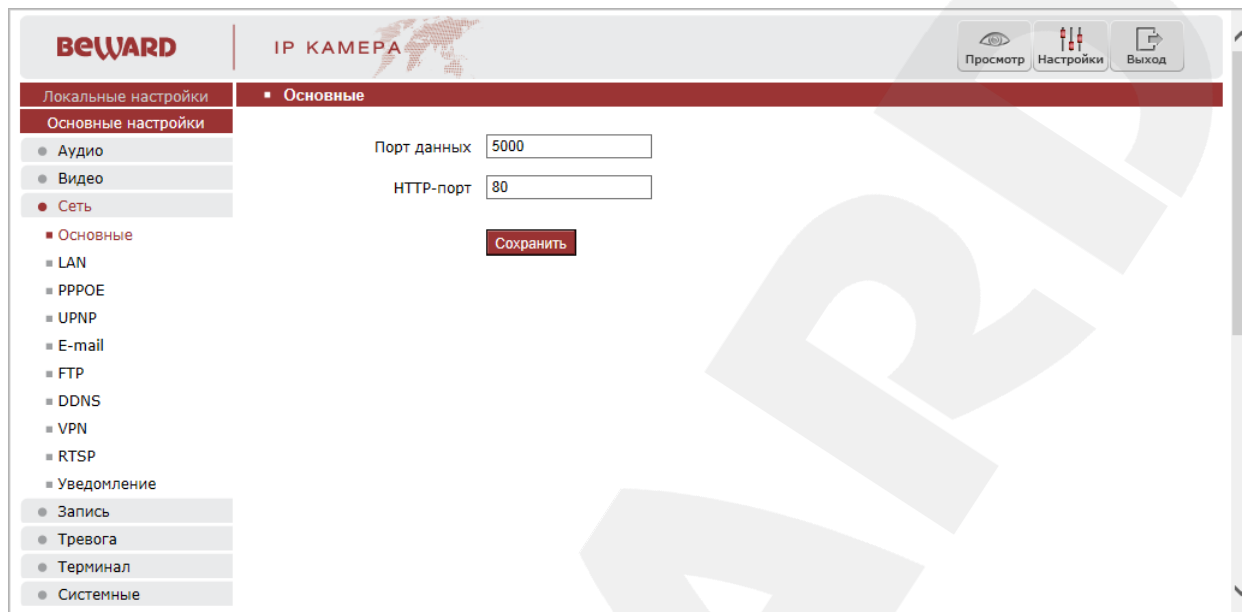 BEWARD
IP КАМЕРА
Просмотр
Настройки
Выход
Локальные настройки
Основные настройки
Аудио
Видео
Сеть
Основные
LAN
PPPOE
UPNP
E-mail
FTP
DDNS
VPN
RTSP
Уведомление
Запись
Тревога
Терминал
Системные
Основные
Порт данных 5000
HTTP-порт 80
Сохранить
ARD